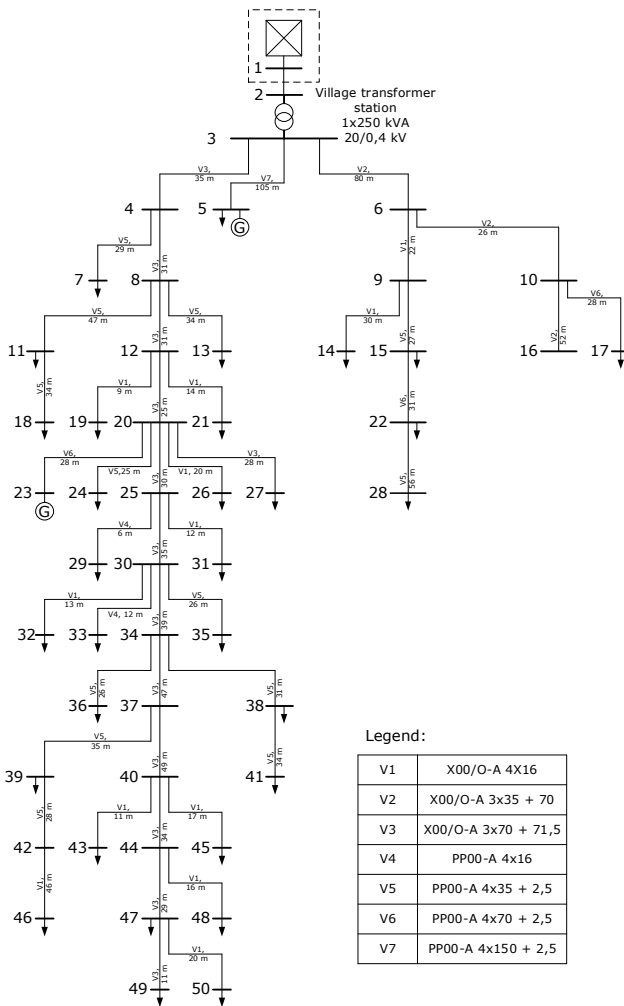 1
2
Village transformer
station
1x250 kVA
20/0,4 kV
3
V3,
35 m
V7,
105 m
V2,
80 m
4
5
G
6
V5,
29 m
V3,
31 m
V1,
22 m
V2,
26 m
7
8
9
10
V5,
47 m
V5,
34 m
V3,
31 m
V1,
30 m
V5,
27 m
V2,
52 m
V6,
28 m
11
12
13
14
15
16
17
V5,
34 m
V1,
9 m
V3,
25 m
V1,
14 m
V6,
31 m
18
19
20
21
22
V6,
28 m
V5,25 m
V3,
30 m
V1, 20 m
V3,
28 m
V5,
56 m
23
G
24
25
26
27
28
V4,
6 m
V3,
35 m
V1,
12 m
29
30
31
V1,
13 m
V4, 12 m
V3,
39 m
V5,
26 m
32
33
34
35
V5,
26 m
V3,
47 m
V5,
31 m
36
37
38
V5,
35 m
V3,
49 m
V5,
34 m
39
40
41
V5,
28 m
V1,
11 m
V3,
34 m
V1,
17 m
42
43
44
45
V1,
46 m
V3,
29 m
V1,
16 m
46
47
48
V3,
11 m
V1,
20 m
49
50
Legend:
V1 X00/O-A 4X16
V2 X00/O-A 3x35 + 70
V3 X00/O-A 3x70 + 71,5
V4 PP00-A 4x16
V5 PP00-A 4x35 + 2,5
V6 PP00-A 4x70 + 2,5
V7 PP00-A 4x150 + 2,5